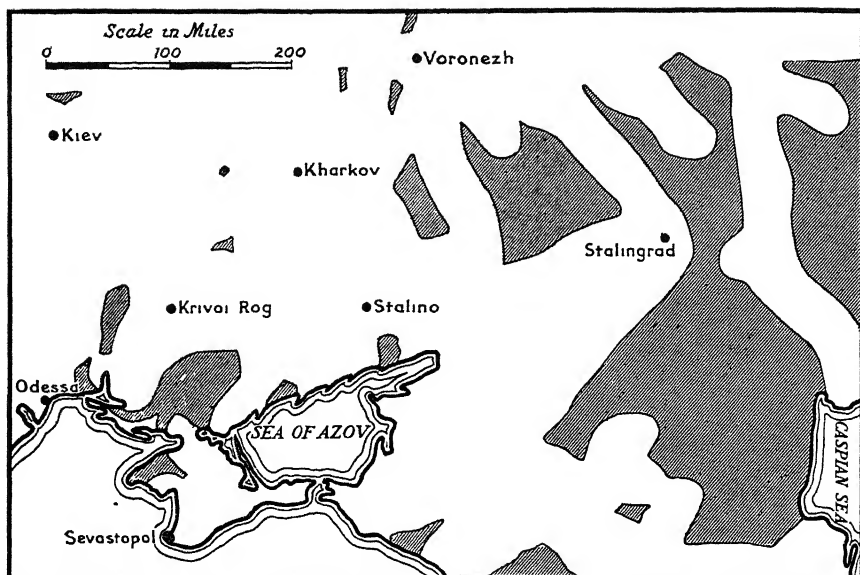 Scale in Miles
0 100 200
Voronezh
Kiev
Kharkov
Stalingrad
Krivoi Rog
Stalino
Odessa
SEA OF AZOV
CASPIAN SEA
Sevastopol